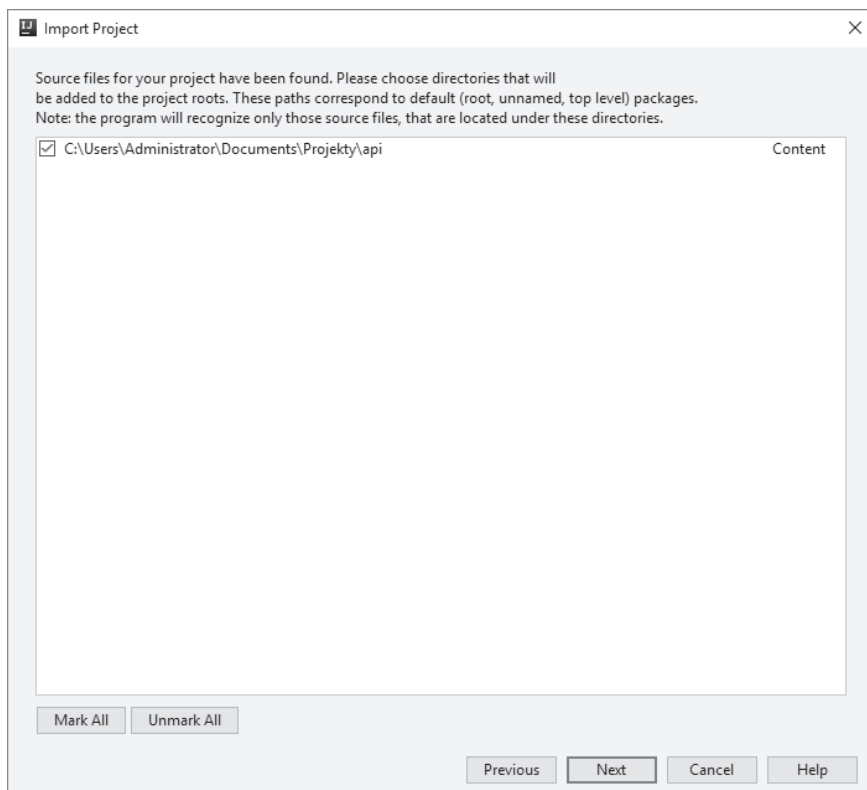 IJ Import Project
Source files for your project have been found. Please choose directories that will
be added to the project roots. These paths correspond to default (root, unnamed, top level) packages.
Note: the program will recognize only those source files, that are located under these directories.
C:\Users\Administrator\Documents\Projekty\api Content
Mark All Unmark All
Previous Next Cancel Help